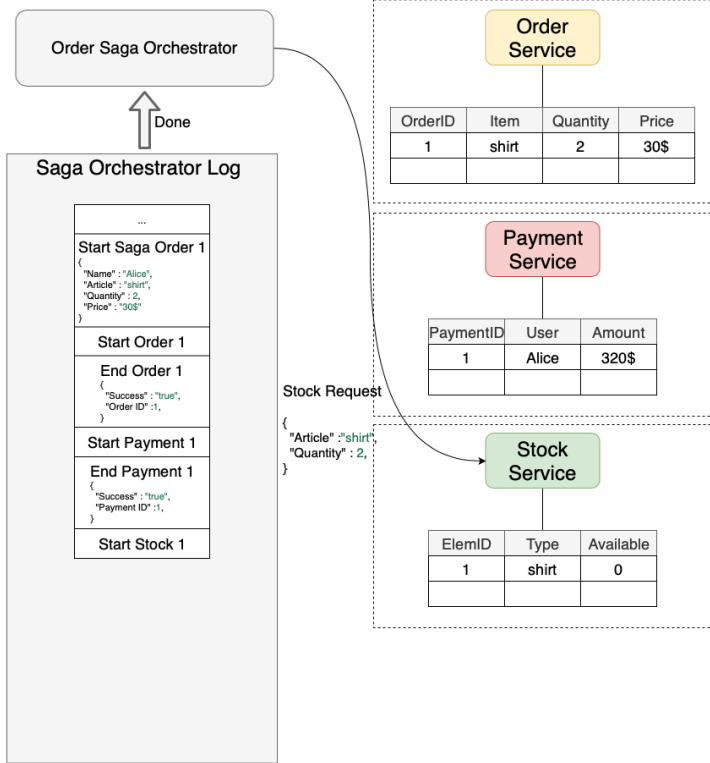 Order Saga Orchestrator
Done
Saga Orchestrator Log
...
Start Saga Order 1
{
"Name" : "Alice",
"Article" : "shirt",
"Quantity" : 2,
"Price" : "30$"
}
Start Order 1
End Order 1
{
"Success" : "true",
"Order ID" :1,
}
Start Payment 1
End Payment 1
{
"Success" : "true",
"Payment ID" :1,
}
Start Stock 1
Stock Request
{
"Article" :"shirt",
"Quantity" : 2,
}
Order
Service
OrderID Item Quantity Price
1 shirt 2 30$
Payment
Service
PaymentID User Amount
1 Alice 320$
Stock
Service
ElemID Type Available
1 shirt 0